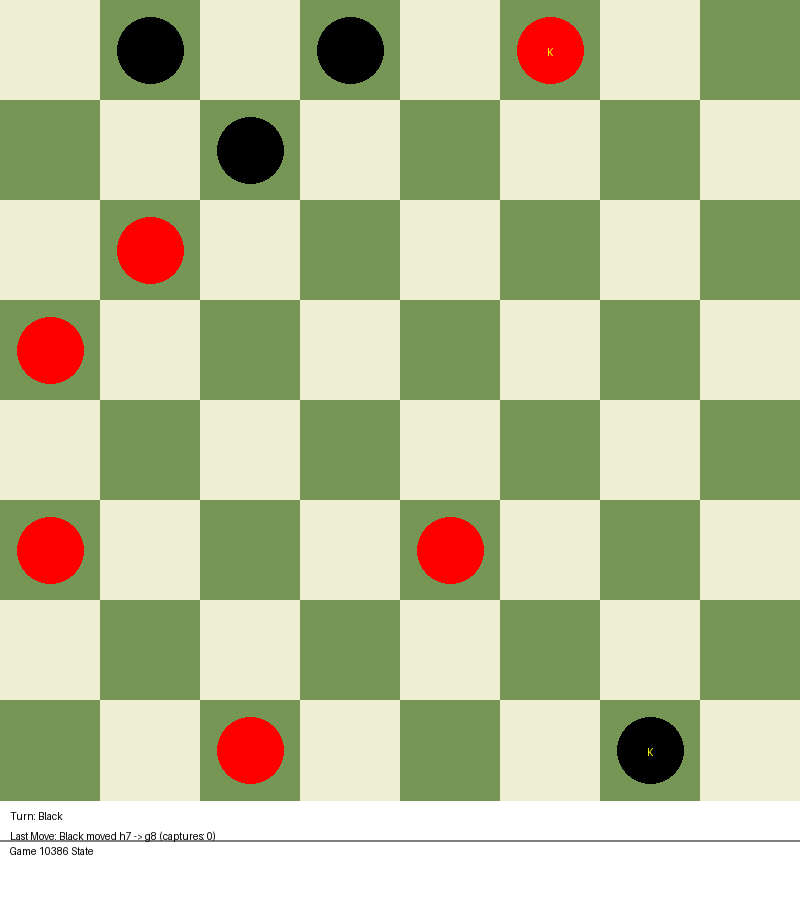 K
K
Turn: Black
Last Move: Black moved h7 -> g8 (captures: 0)
Game 10386 State